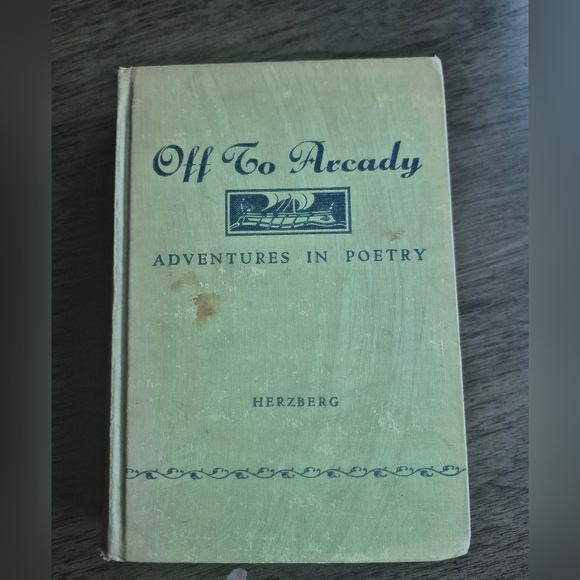 Off To Arcady
ADVENTURES IN POETRY
HERZBERG